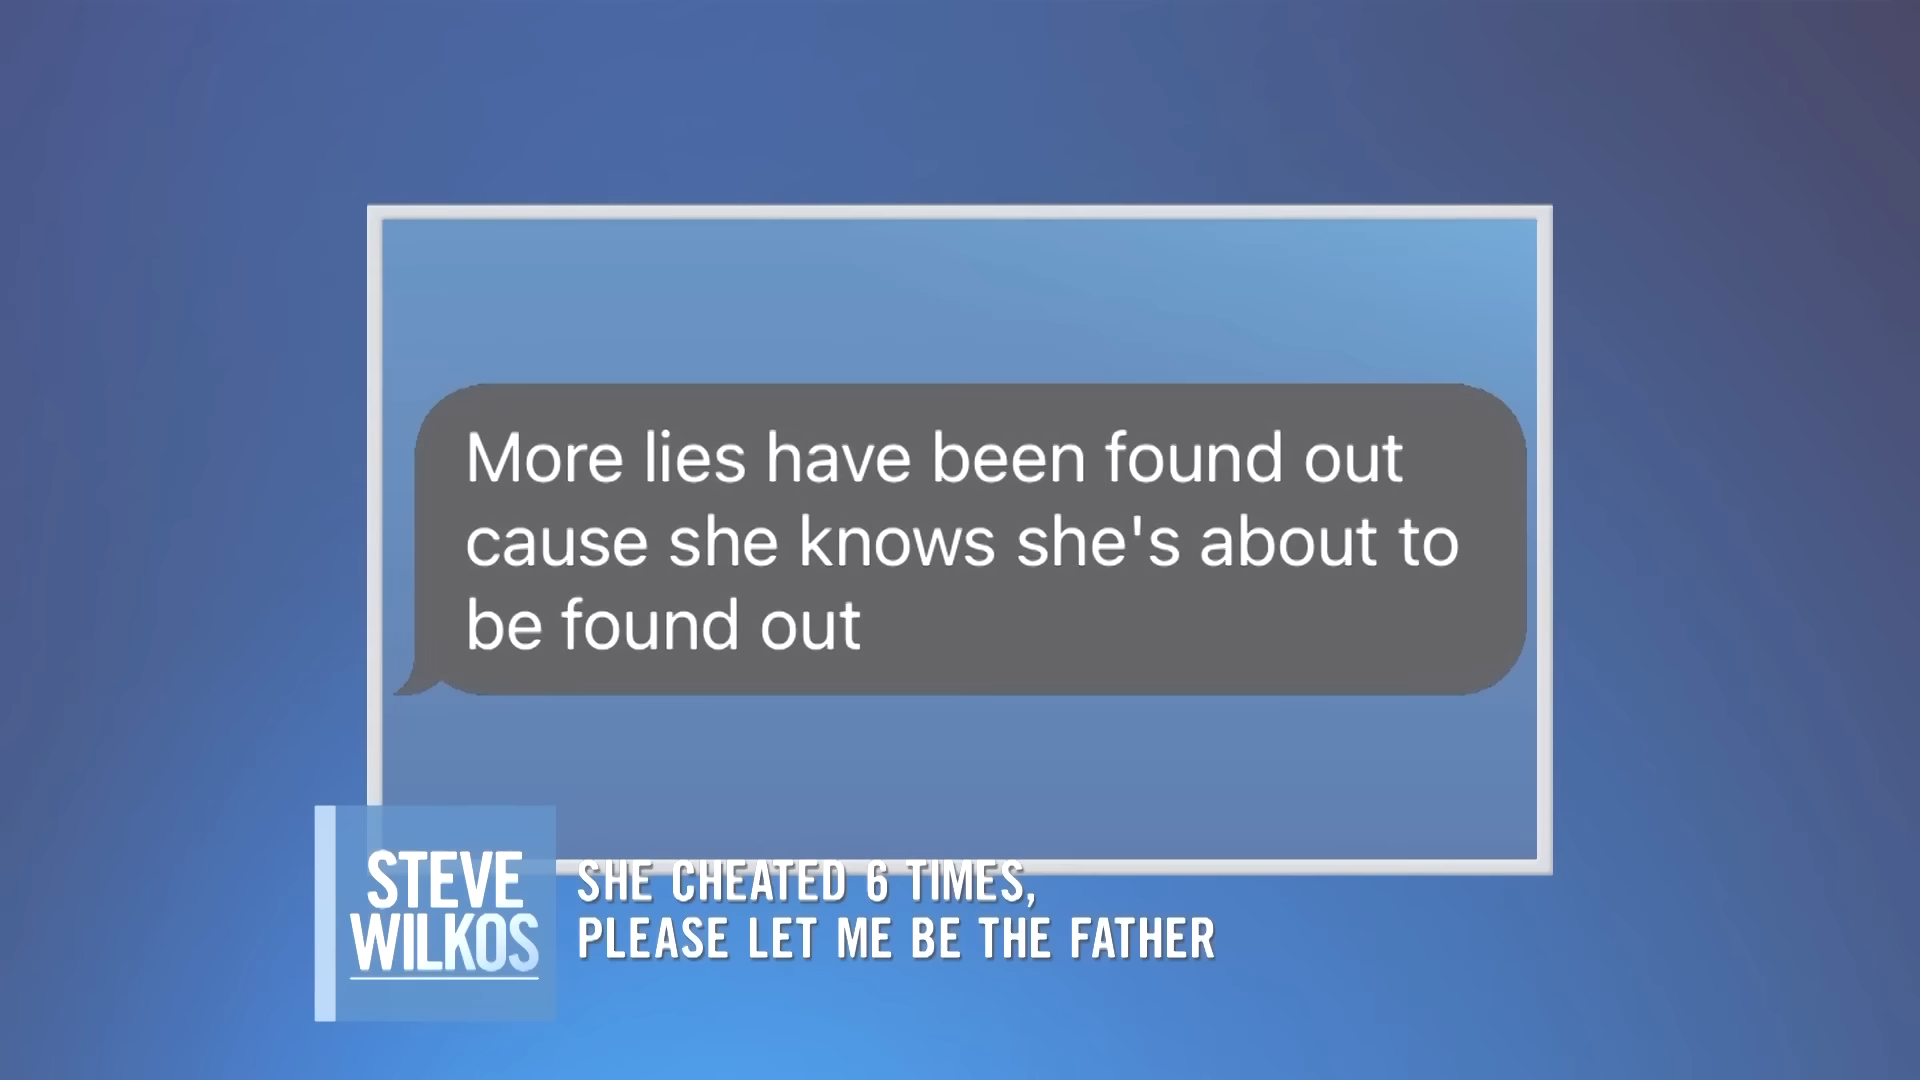 More lies have been found out
cause she knows she's about to
be found out
STEVE
WILKOS
SHE CHEATED 6 TIMES,
PLEASE LET ME BE THE FATHER